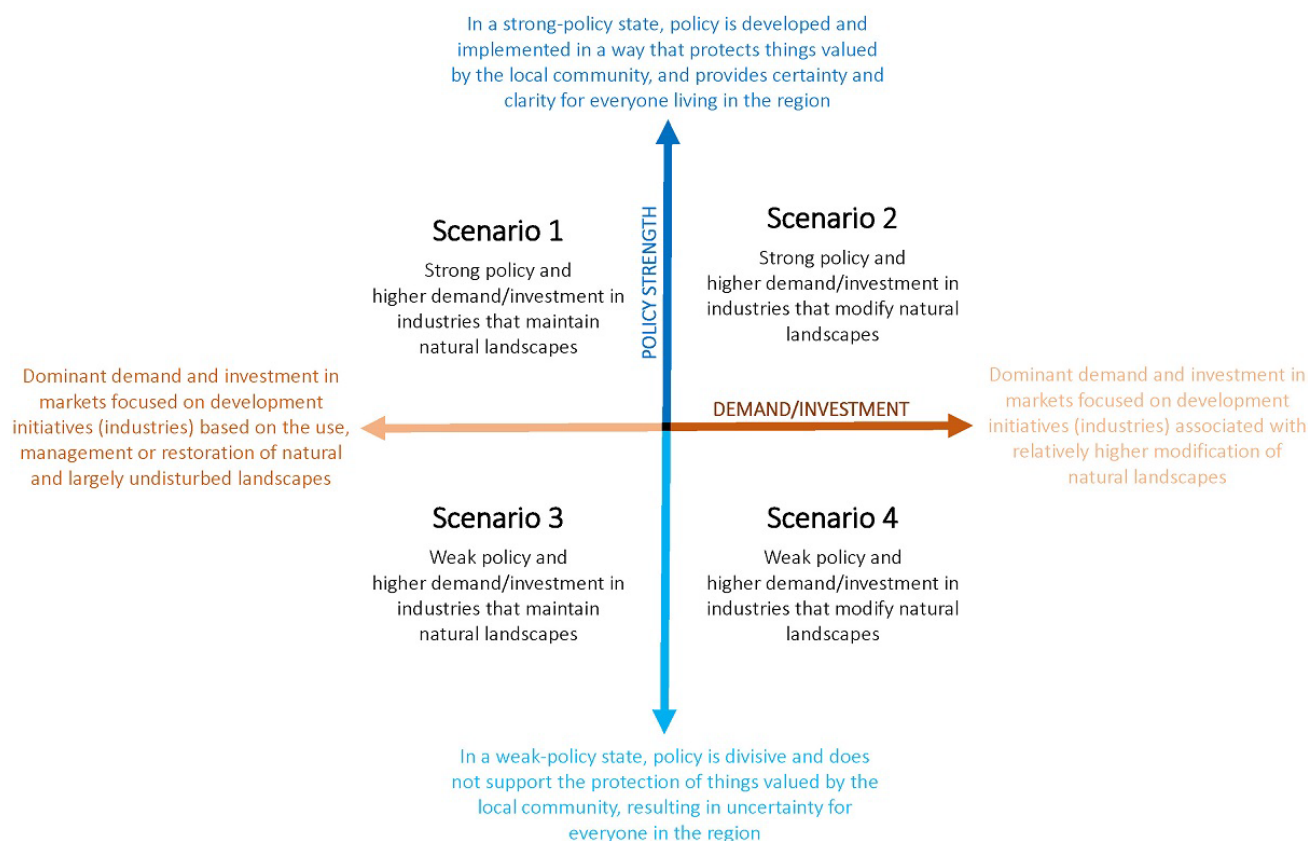 In a strong-policy state, policy is developed and
implemented in a way that protects things valued
by the local community, and provides certainty and
clarity for everyone living in the region
POLICY STRENGTH
Scenario 1
Strong policy and
higher demand/investment in
industries that maintain
natural landscapes
Scenario 2
Strong policy and
higher demand/investment in
industries that modify natural
landscapes
Dominant demand and investment in
markets focused on development
initiatives (industries) based on the use,
management or restoration of natural
and largely undisturbed landscapes
DEMAND/INVESTMENT
Dominant demand and investment in
markets focused on development
initiatives (industries) associated with
relatively higher modification of
natural landscapes
Scenario 3
Weak policy and
higher demand/investment in
industries that maintain
natural landscapes
Scenario 4
Weak policy and
higher demand/investment in
industries that modify natural
landscapes
In a weak-policy state, policy is divisive and does
not support the protection of things valued by the
local community, resulting in uncertainty for
everyone in the region